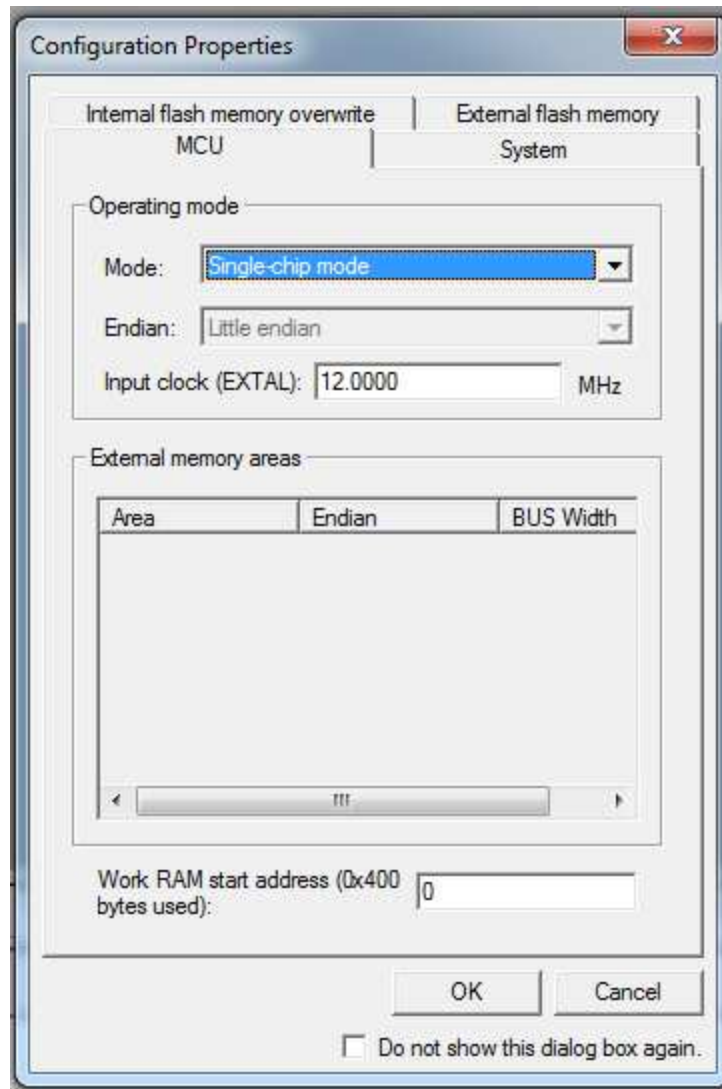 Configuration Properties
Internal flash memory overwrite
External flash memory
MCU
System
Operating mode
Mode: Single-chip mode
Endian: Little endian
Input clock (EXTAL): 12.0000 MHz
External memory areas
Area Endian BUS Width
Work RAM start address (0x400
bytes used): 0
OK Cancel
Do not show this dialog box again.